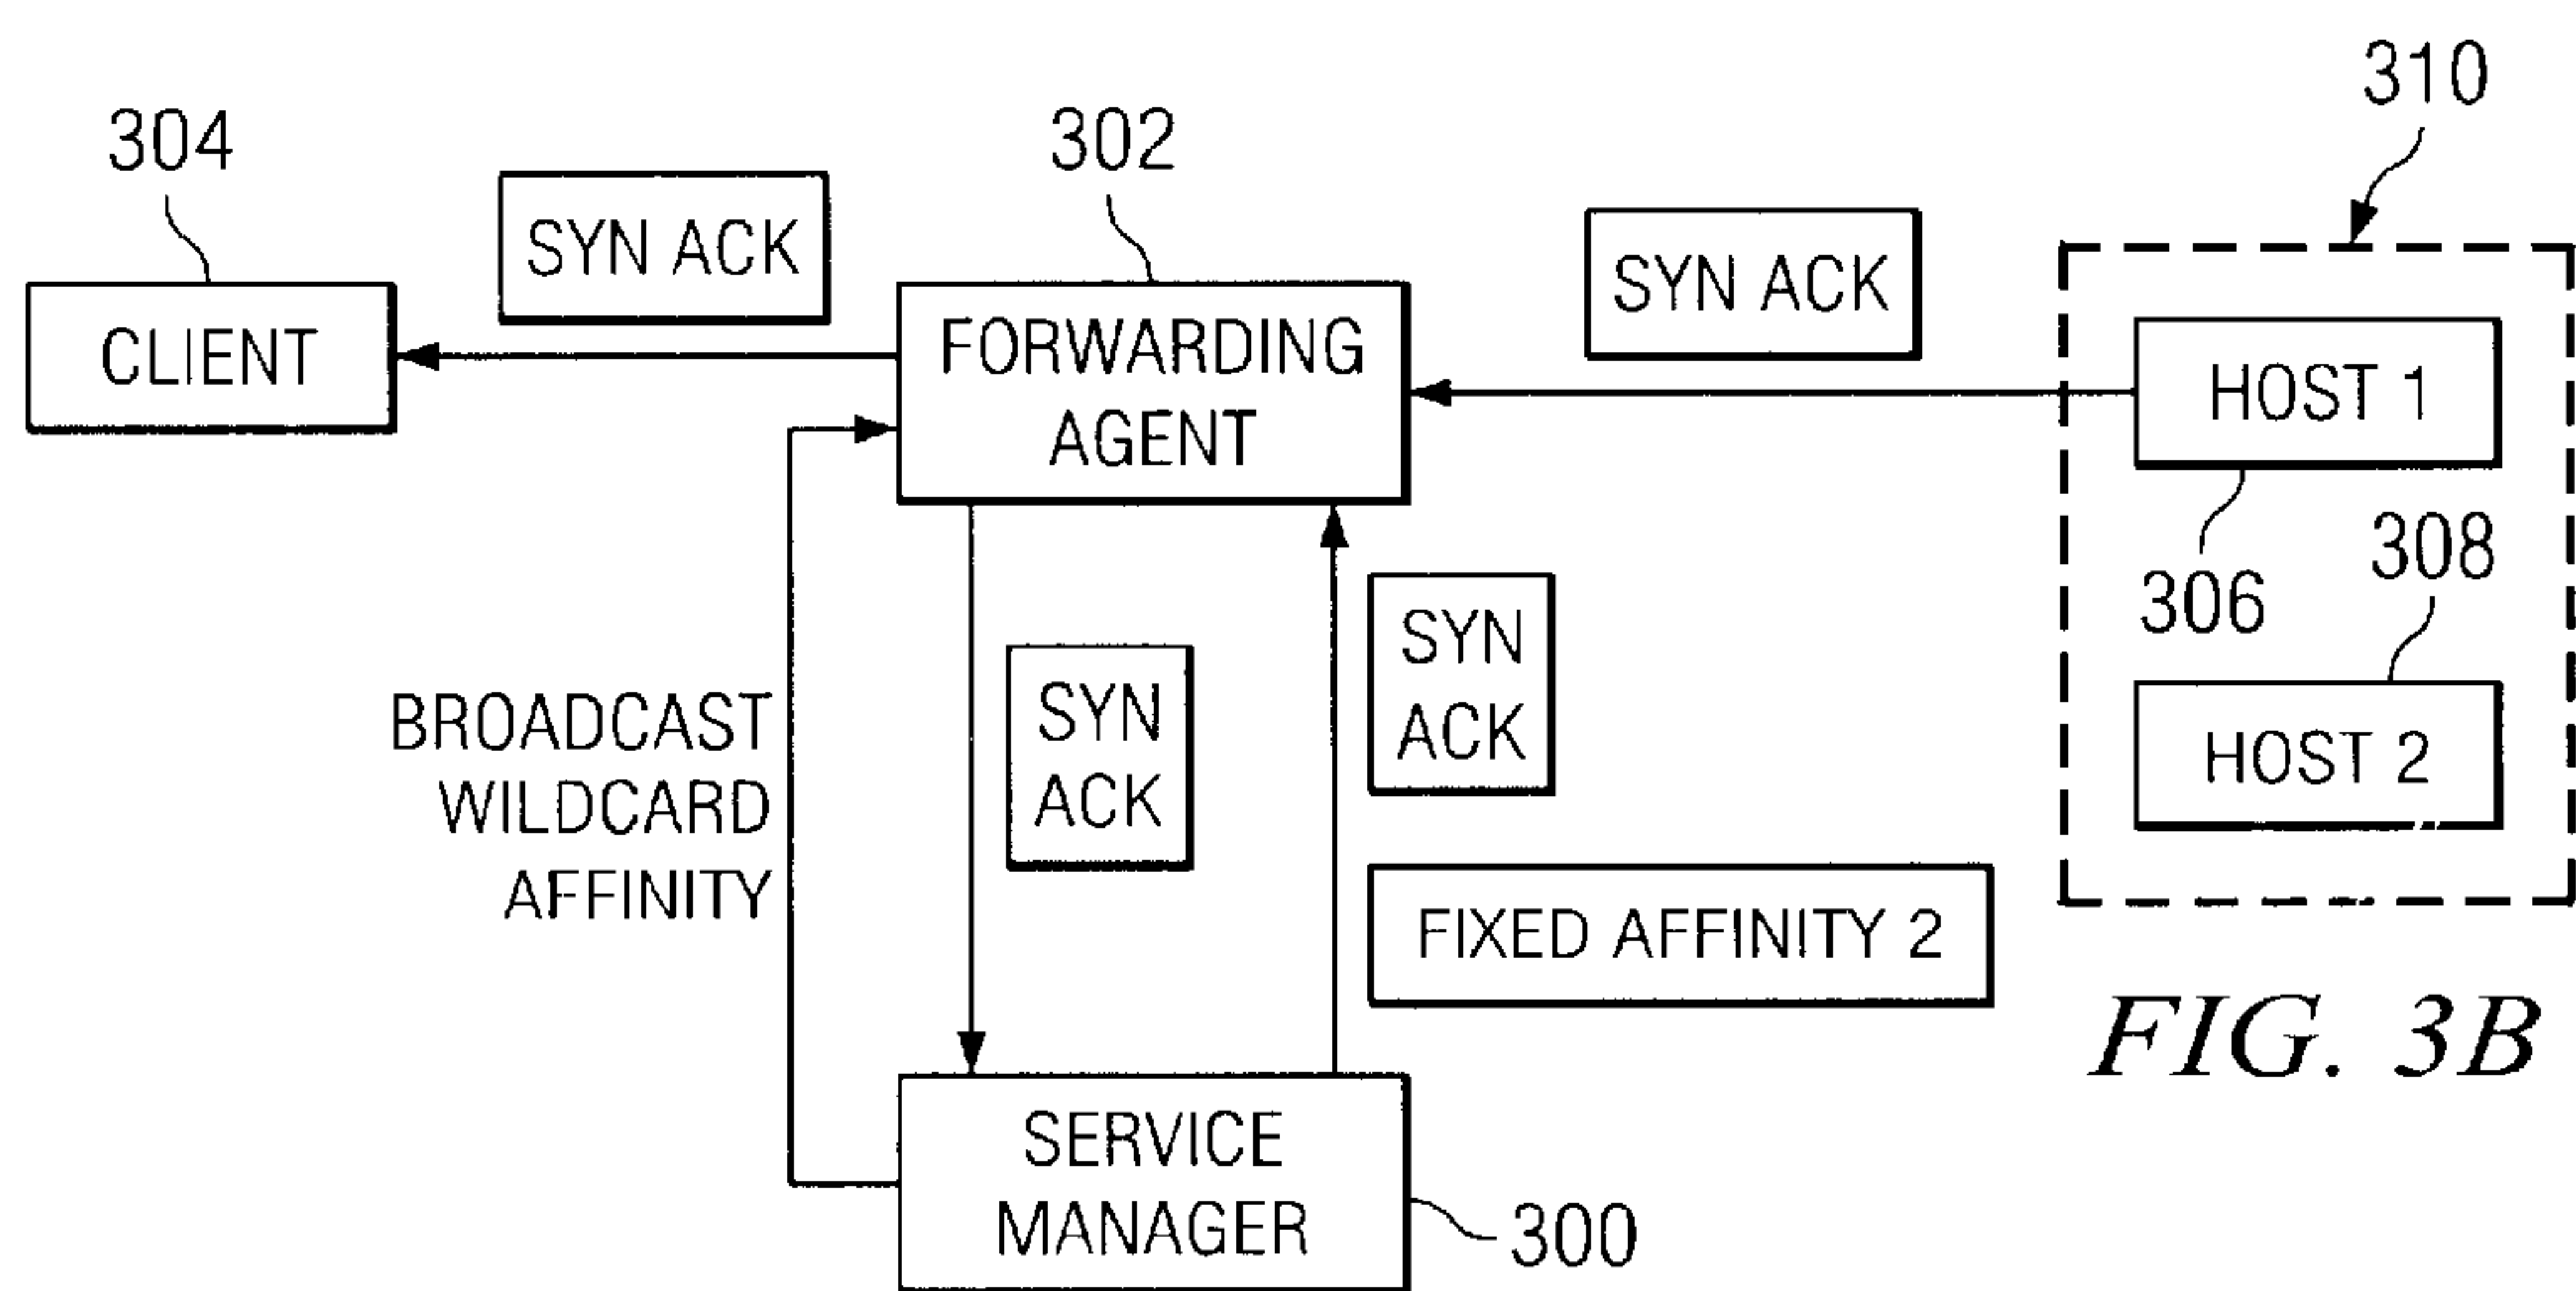 310
304
302
SYN ACK
SYN ACK
CLIENT
FORWARDING
AGENT
HOST 1
306
308
HOST 2
BROADCAST
WILDCARD
AFFINITY
SYN
ACK
SYN
ACK
FIXED AFFINITY 2
FIG. 3B
SERVICE
MANAGER
300